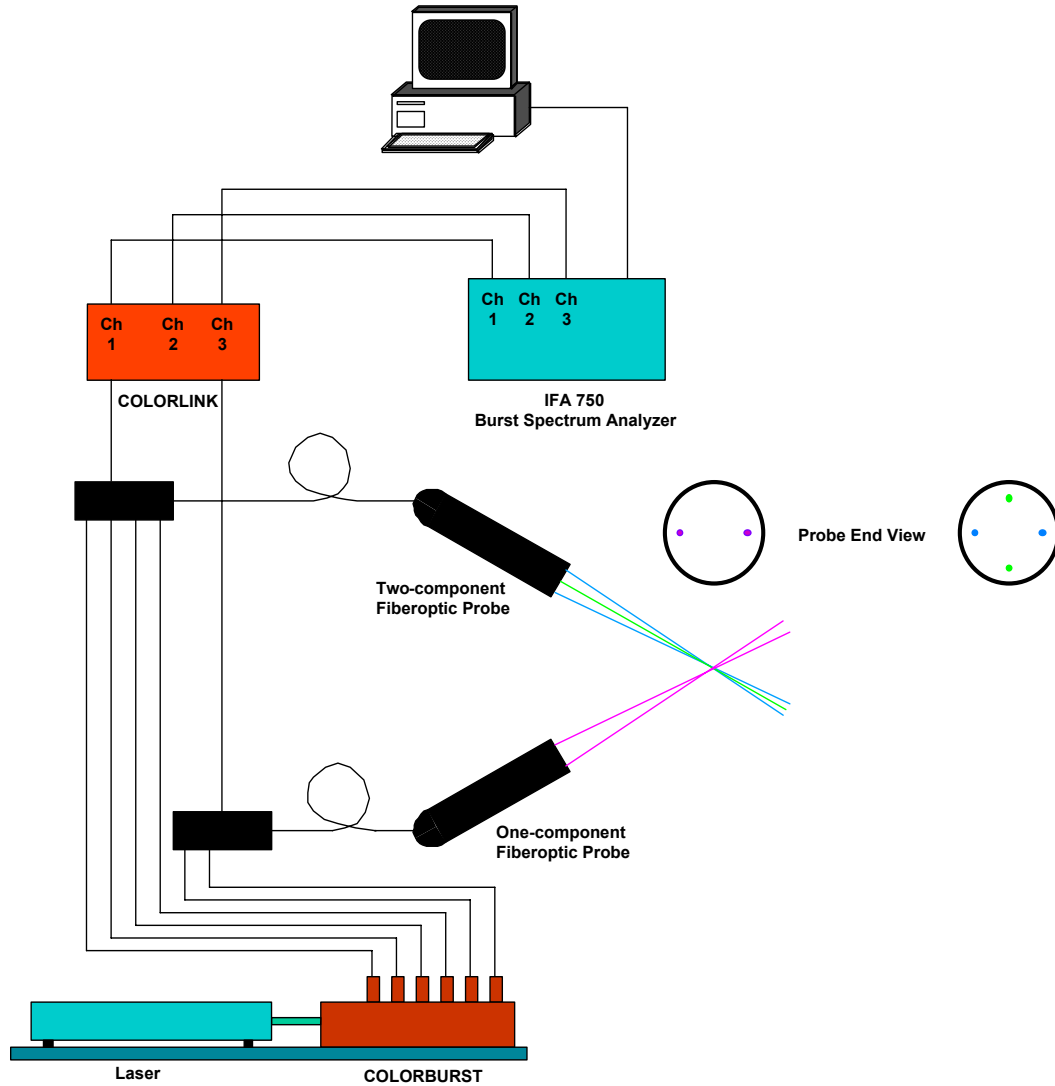 Ch Ch Ch
1 2 3
COLORLINK
Ch Ch Ch
1 2 3
IFA 750
Burst Spectrum Analyzer
Probe End View
Two-component
Fiberoptic Probe
One-component
Fiberoptic Probe
Laser
COLORBURST